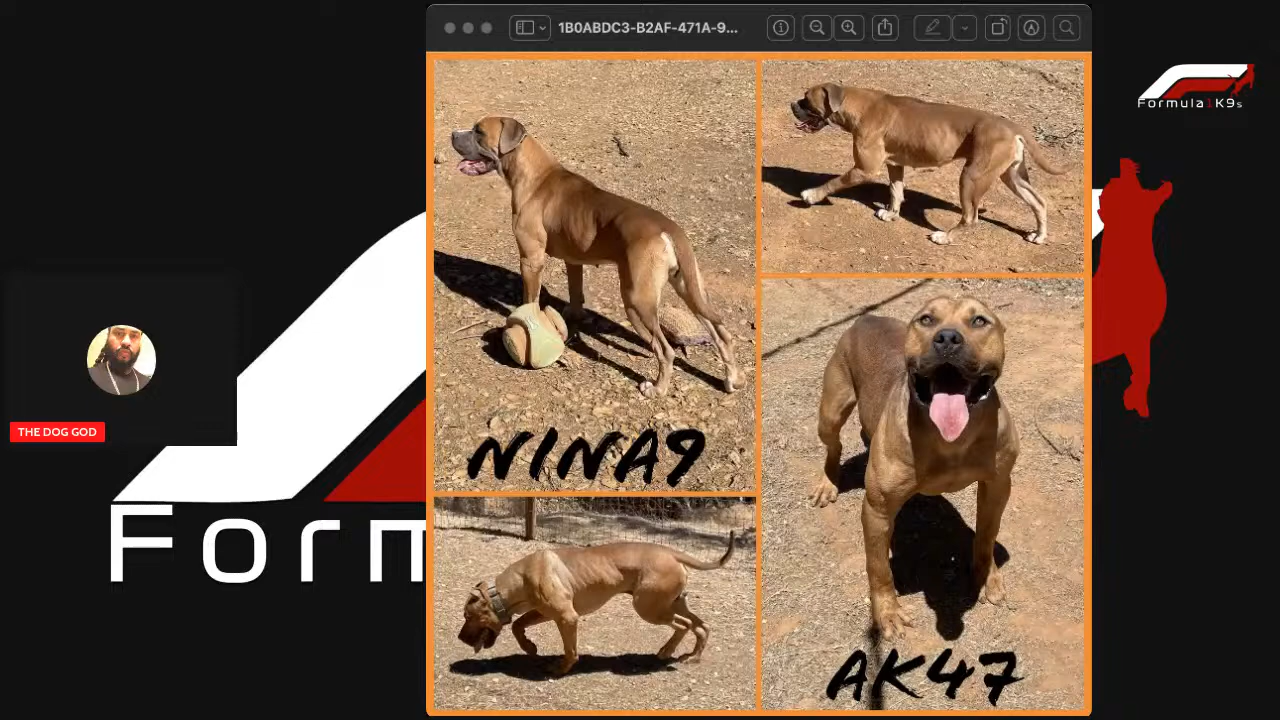 1B0ABDC3-B2AF-471A-9...
Formula1K9s
THE DOG GOD
NINA9
Form
AK47